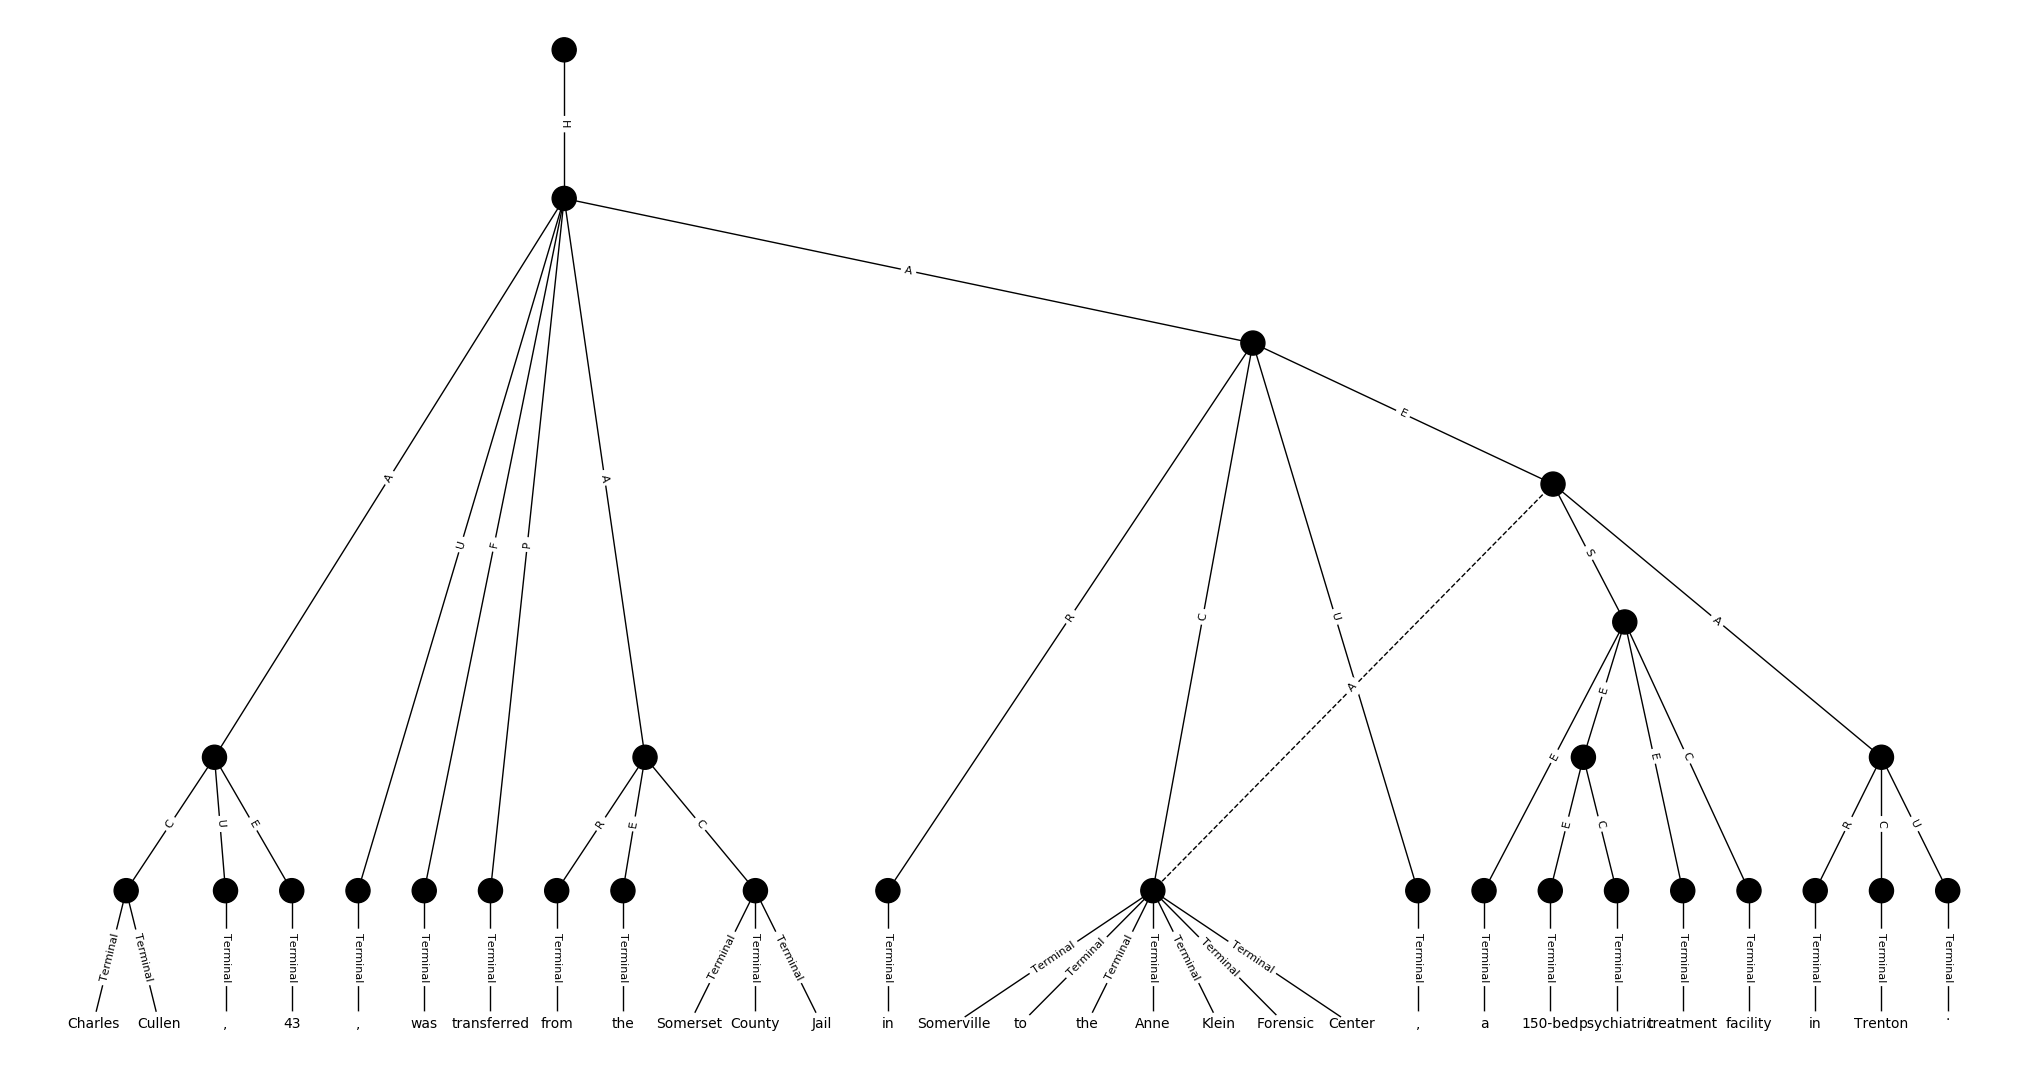 H
A
A
E
A U F P A
S
R C U A
A
E
E E C
C U E R E C E C R C U
Terminal Terminal Terminal Terminal Terminal Terminal Terminal Terminal Terminal Terminal Terminal Terminal Terminal Terminal Terminal Terminal Terminal Terminal Terminal Terminal Terminal Terminal Terminal Terminal Terminal Terminal Terminal Terminal Terminal
Charles Cullen , 43 , was transferred from the Somerset County Jail in Somerville to the Anne Klein Forensic Center , a 150-bed psychiatric treatment facility in Trenton .